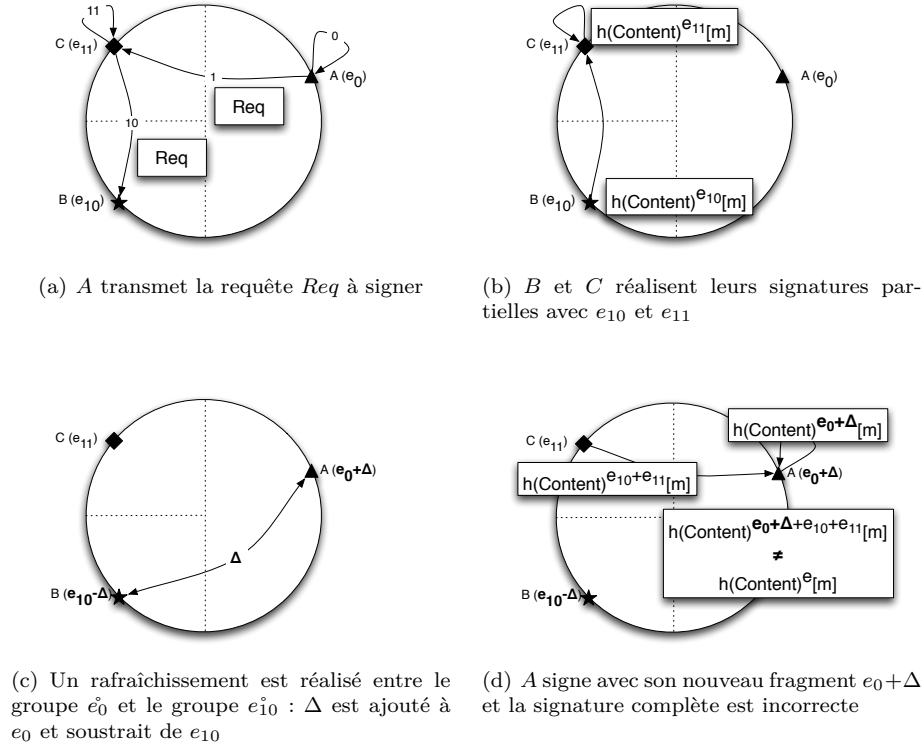 11
C (e11)
0
A (e0)
1
Req
10
Req
B (e10)
(a) A transmet la requête Req à signer
C (e11)
h(Content)e11[m]
A (e0)
B (e10)
h(Content)e10[m]
(b) B et C réalisent leurs signatures par-
tielles avec e10 et e11
C (e11)
A (e0+Δ)
Δ
B (e10-Δ)
(c) Un rafraîchissement est réalisé entre le
groupe e̊0 et le groupe e̊10 : Δ est ajouté à
e0 et soustrait de e10
h(Content)e0+Δ[m]
C (e11)
A (e0+Δ)
h(Content)e10+e11[m]
h(Content)e0+Δ+e10+e11[m]
≠
h(Content)e[m]
B (e10-Δ)
(d) A signe avec son nouveau fragment e0+Δ
et la signature complète est incorrecte